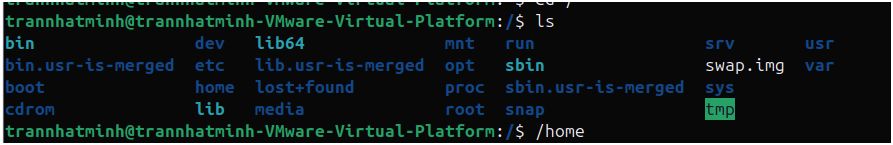 trannhatminh@trannhatminh-VMware-Virtual-Platform:/$ ls
bin dev lib64 mnt run srv usr
bin.usr-is-merged etc lib.usr-is-merged opt sbin swap.img var
boot home lost+found proc sbin.usr-is-merged sys
cdrom lib media root snap tmp
trannhatminh@trannhatminh-VMware-Virtual-Platform:/$ /home